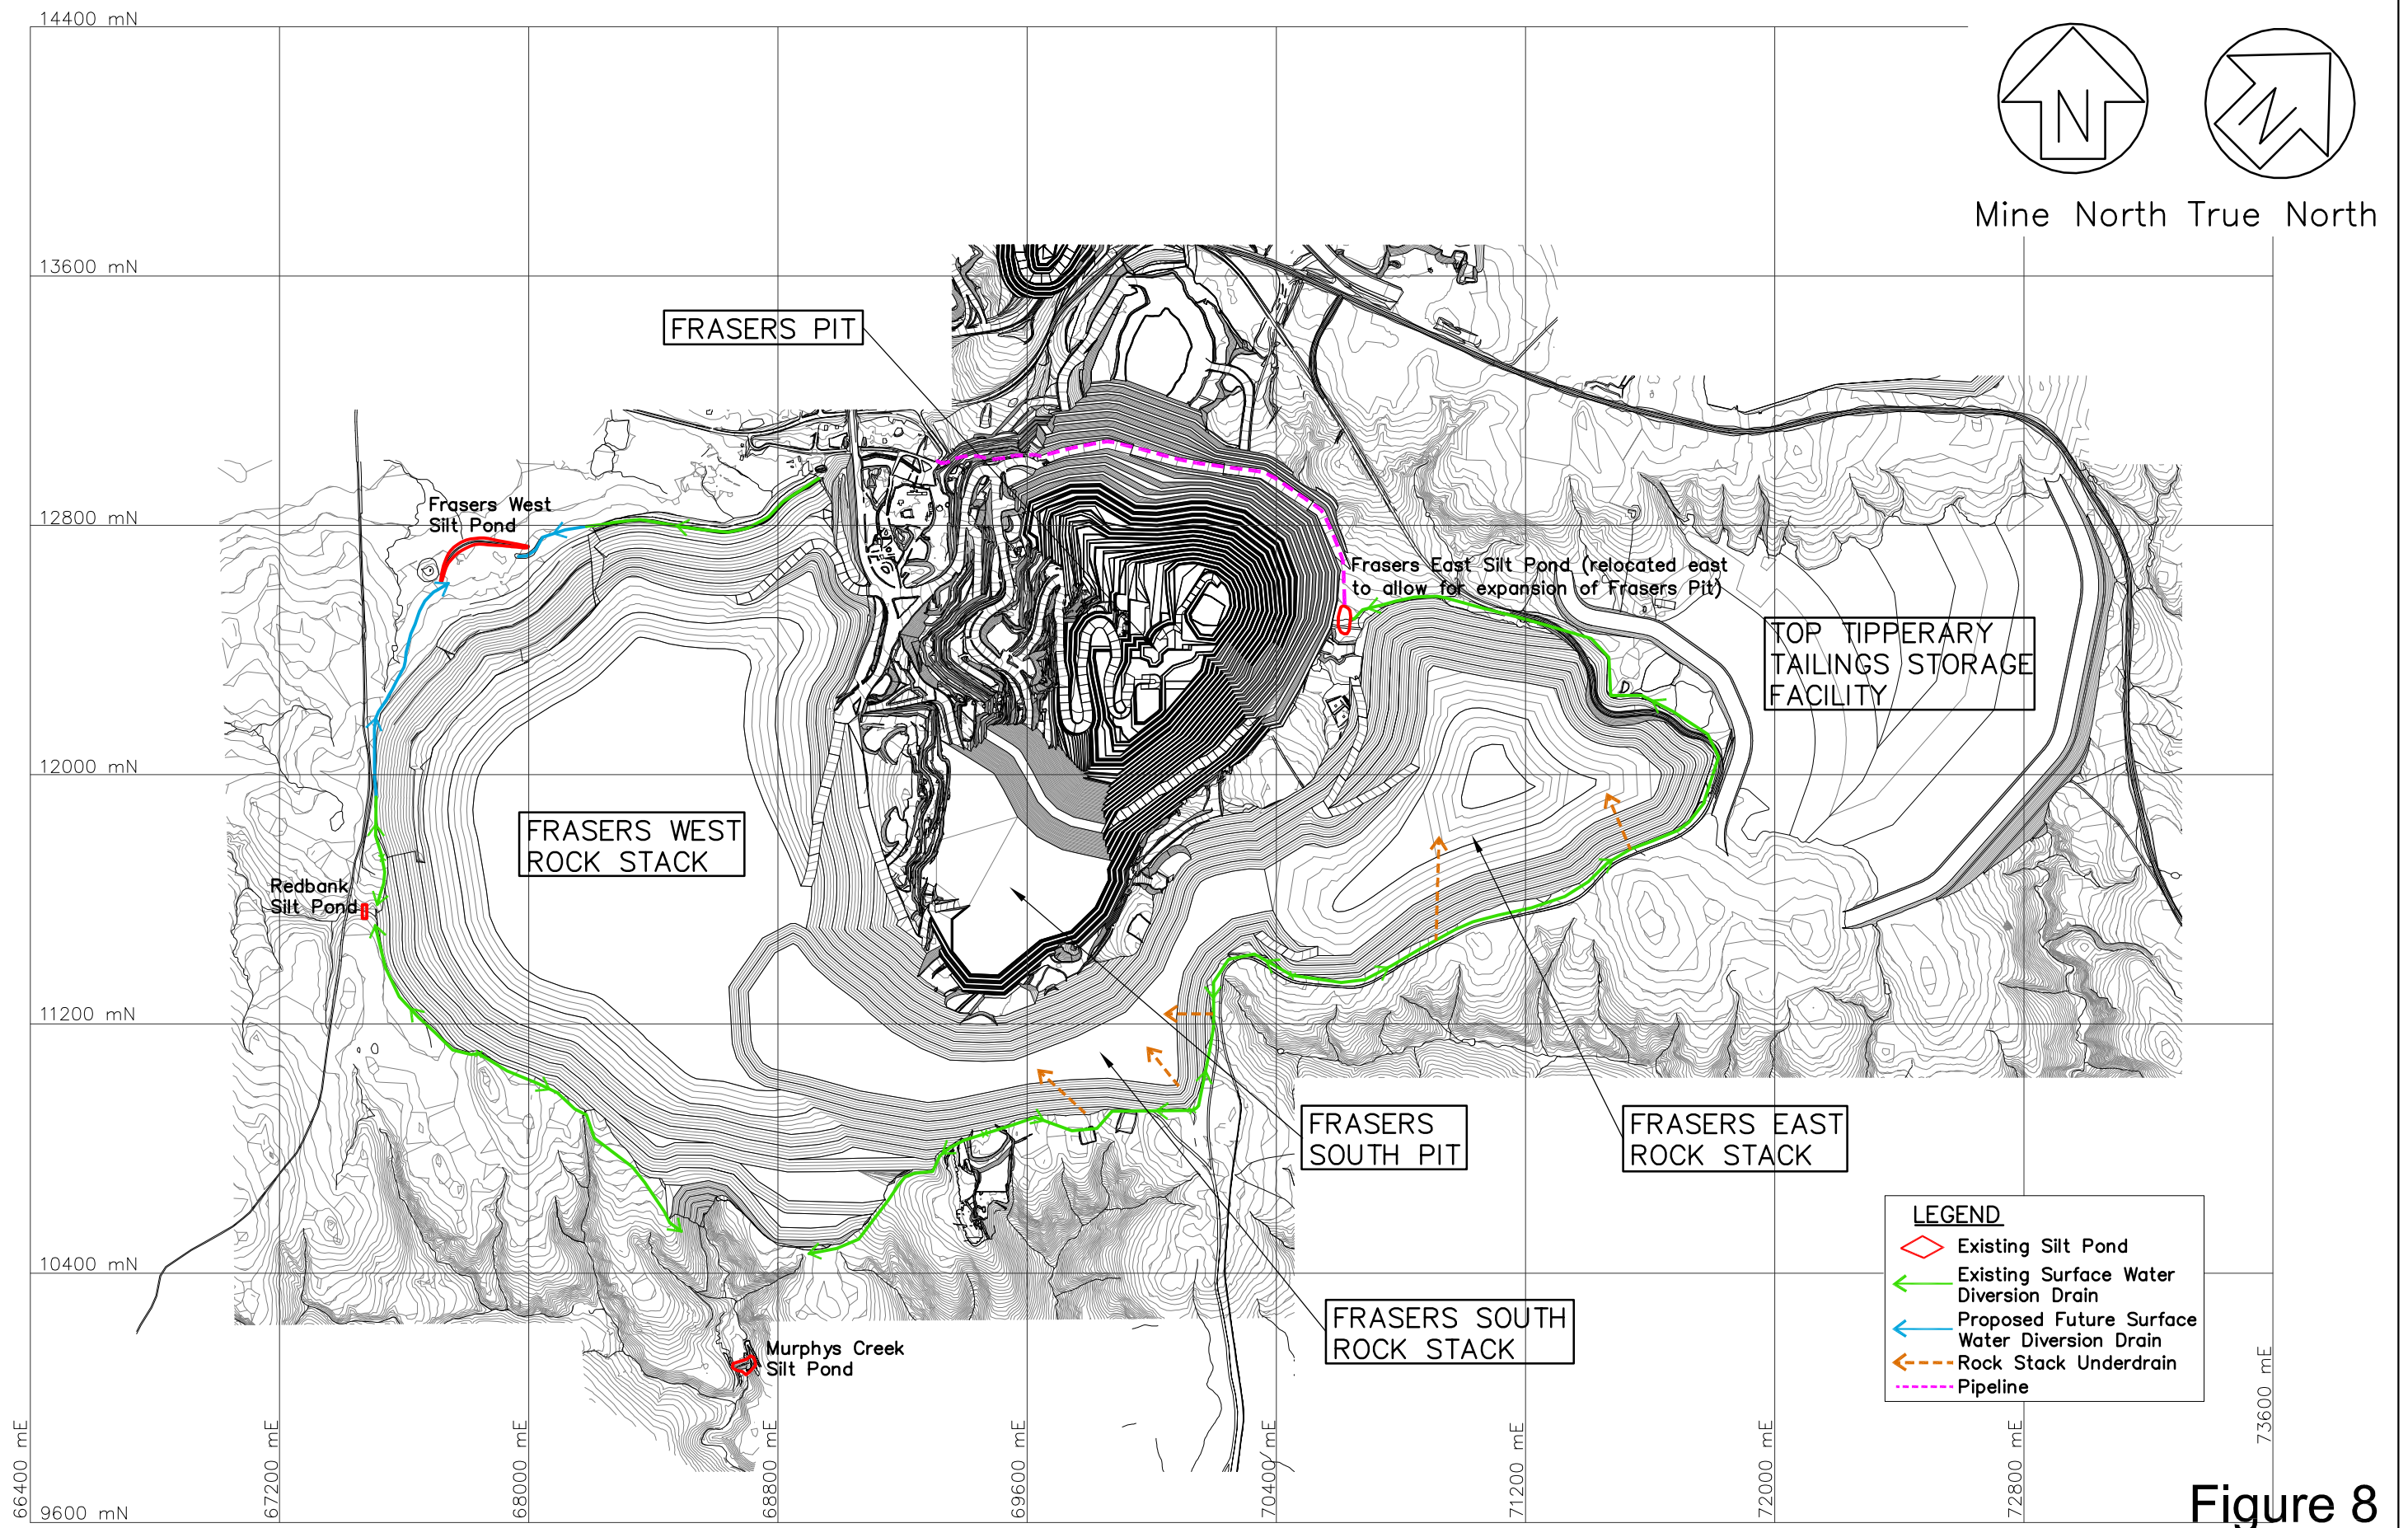 14400 mN
N
N
Mine North
True North
13600 mN
FRASERS PIT
Frasers West
Silt Pond
12800 mN
Frasers East Silt Pond (relocated east
to allow for expansion of Frasers Pit)
TOP TIPPERARY
TAILINGS STORAGE
FACILITY
D
12000 mN
FRASERS WEST
ROCK STACK
Redbank
Silt Pond
11200 mN
FRASERS
SOUTH PIT
FRASERS EAST
ROCK STACK
10400 mN
FRASERS SOUTH
ROCK STACK
Murphys Creek
Silt Pond
LEGEND
Existing Silt Pond
Existing Surface Water
Diversion Drain
Proposed Future Surface
Water Diversion Drain
Rock Stack Underdrain
Pipeline
9600 mN
66400 mE
67200 mE
68000 mE
68800 mE
69600 mE
70400 mE
71200 mE
72000 mE
72800 mE
73600 mE
Figure 8